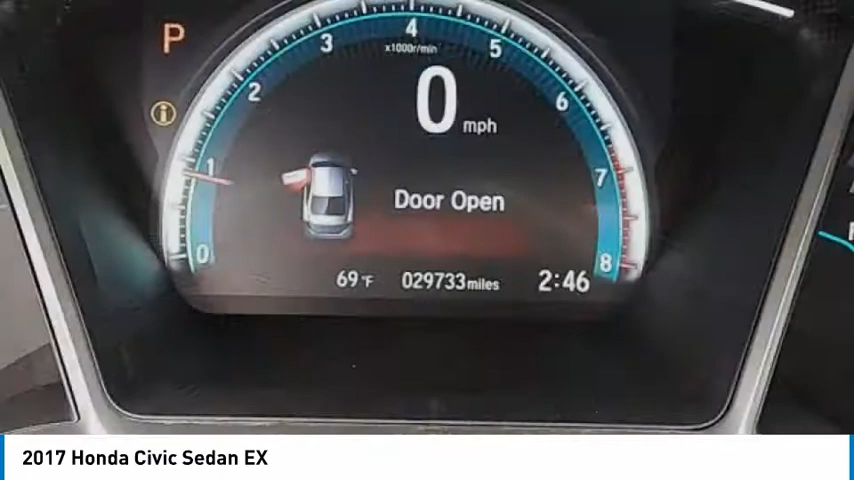 P
0 1 2 3 4 5 6 7 8
x1000r/min
0 mph
Door Open
69°F 029733 miles 2:46
2017 Honda Civic Sedan EX